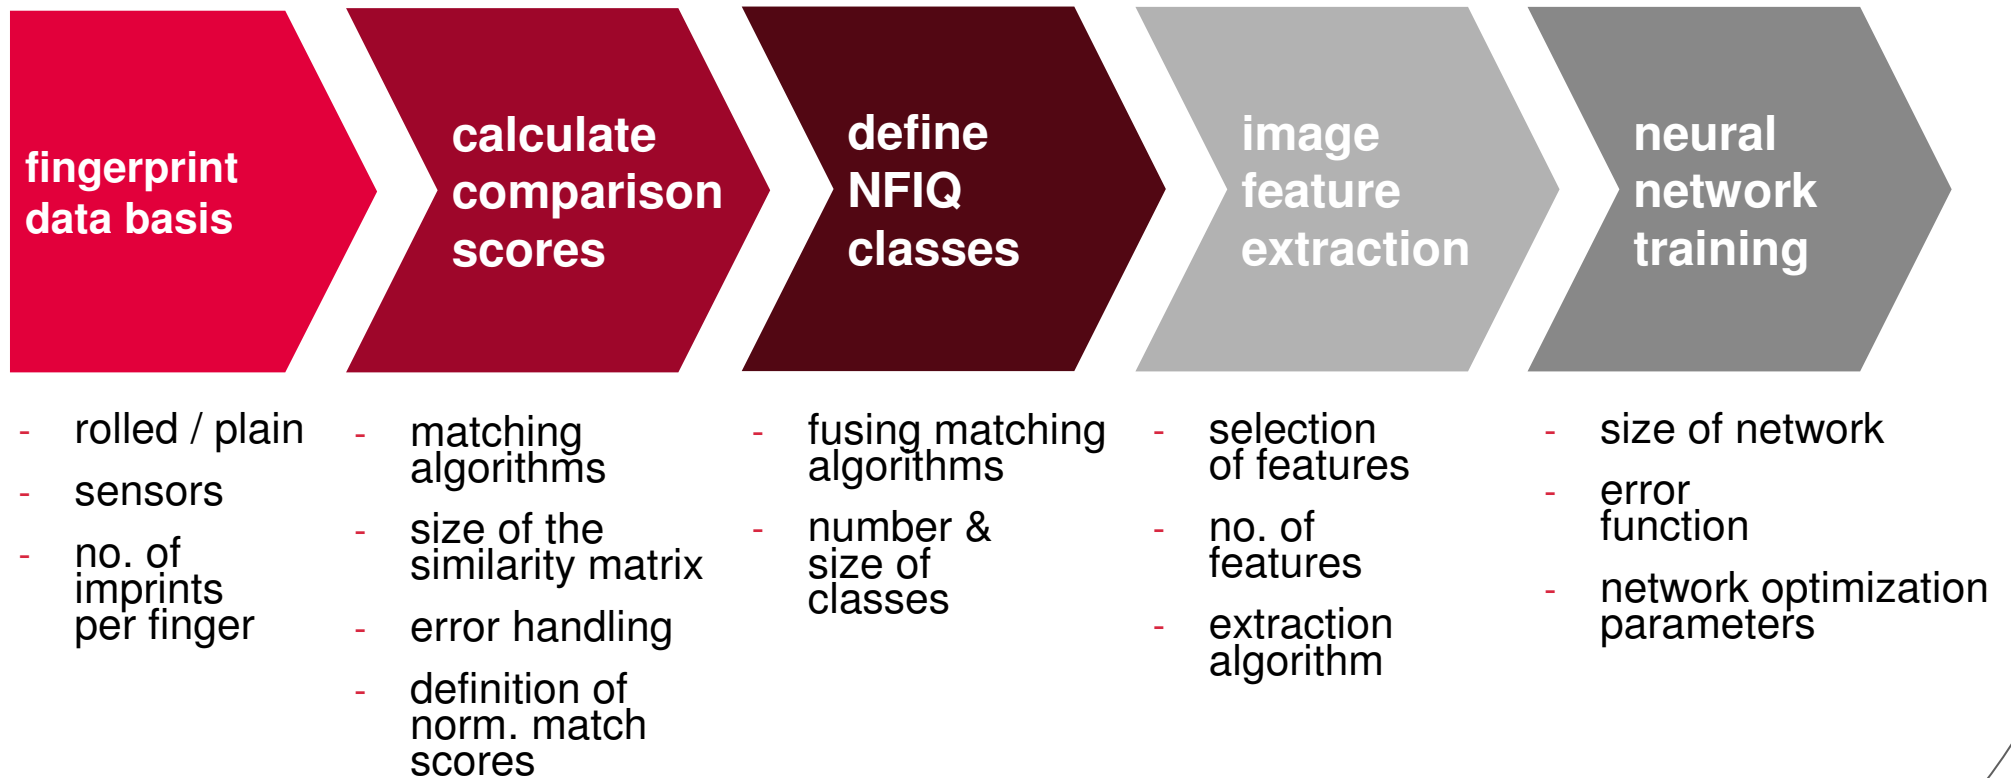 fingerprint
data basis
calculate
comparison
scores
define
NFIQ
classes
image
feature
extraction
neural
network
training
- rolled / plain
- sensors
- no. of
imprints
per finger
- matching
algorithms
- size of the
similarity matrix
- error handling
- definition of
norm. match
scores
- fusing matching
algorithms
- number &
size of
classes
- selection
of features
- no. of
features
- extraction
algorithm
- size of network
- error
function
- network optimization
parameters